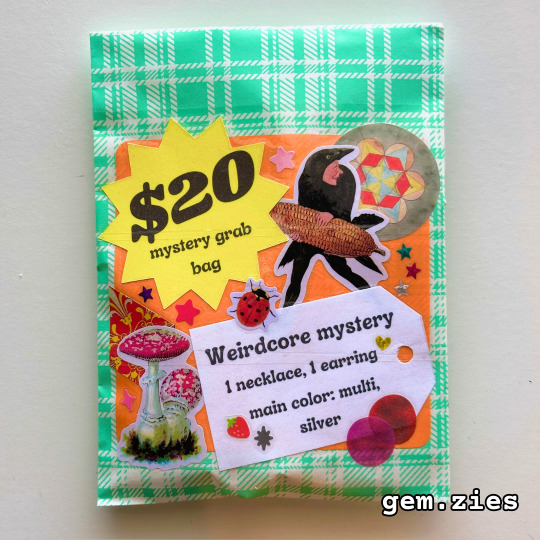 $20
mystery grab
bag
Weirdcore mystery
1 necklace, 1 earring
main color: multi,
silver
gem.zies